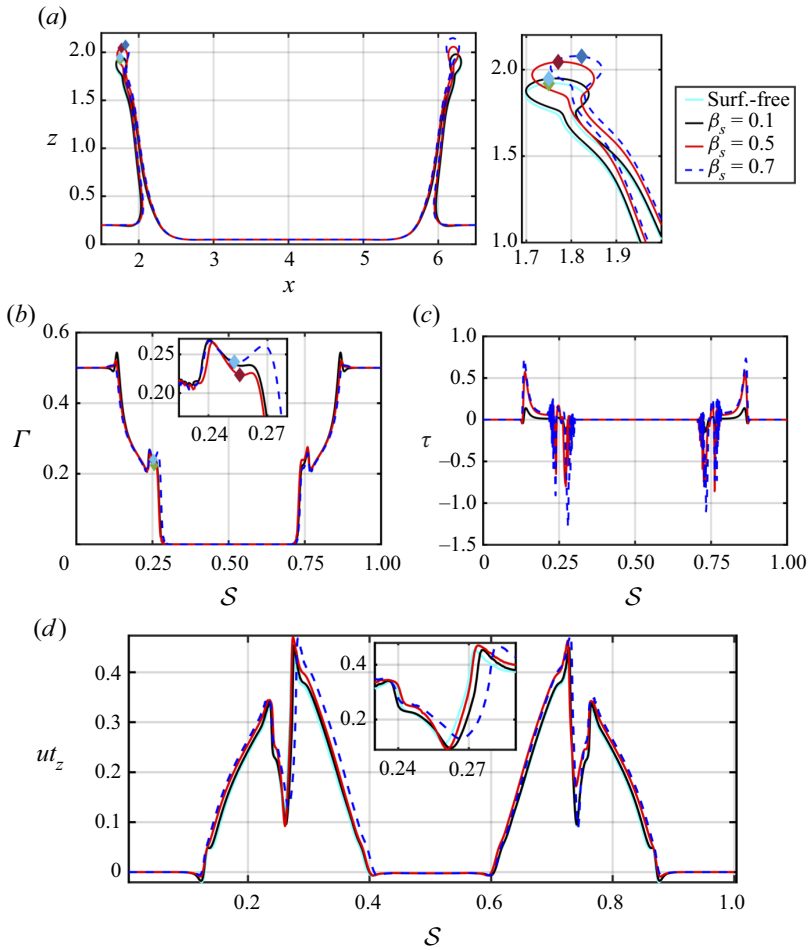 (a)
2.0
1.5
z
1.0
0.5
0
2 3 4 5 6
x
2.0
1.5
1.0
1.7 1.8 1.9
Surf.-free
βs = 0.1
βs = 0.5
βs = 0.7
(b)
0.6
0.4
Γ
0.2
0 0.25 0.50 0.75 1.00
S
0.25
0.20
0.24 0.27
(c)
1.0
0.5
0
τ
−0.5
−1.0
−1.5
0 0.25 0.50 0.75 1.00
S
(d)
0.4
0.3
utz
0.2
0.1
0
0.2 0.4 0.6 0.8 1.0
S
0.4
0.2
0.24 0.27